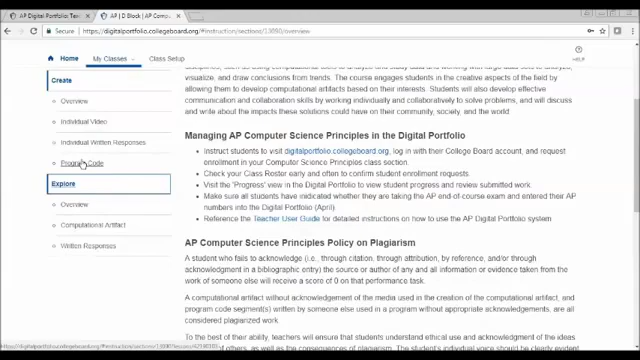 AP Digital Portfolio: Tea
AP | D Block | AP Compu
Secure
https://digitalportfolio.collegeboard.org/#instruction/sections/13090/overview
Home
My Classes
Class Setup
HELP
visualize, and draw conclusions from trends. The course engages students in the creative aspects of the field by
allowing them to develop computational artifacts based on their interests. Students will also develop effective
communication and collaboration skills by working individually and collaboratively to solve problems, and will discuss
and write about the impacts these solutions could have on their community, society, and the world
Create
Overview
Individual Video
Individual Written Responses
Program Code
Explore
Overview
Computational Artifact
Written Responses
Managing AP Computer Science Principles in the Digital Portfolio
Instruct students to visit digitalportfolio.collegeboard.org, log in with their College Board account, and request
enrollment in your Computer Science Principles class section.
Check your Class Roster early and often to confirm student enrollment requests.
Visit the 'Progress' view in the Digital Portfolio to view student progress and review submitted work.
Make sure all students have indicated whether they are taking the AP end-of-course exam and entered their AP
numbers into the Digital Portfolio (April)
Reference the Teacher User Guide for detailed instructions on how to use the AP Digital Portfolio system
AP Computer Science Principles Policy on Plagiarism
A student who fails to acknowledge (i.e., through citation, through attribution, by reference, and/or through
acknowledgment in a bibliographic entry) the source or author of any and all information or evidence taken from the
work of someone else will receive a score of 0 on that performance task.
A computational artifact without acknowledgement of the media used in the creation of the computational artifact, and
program code segment(s) written by someone else used in a program without appropriate acknowledgement, are all
considered plagiarized work
To the best of their ability, teachers will ensure that students understand ethical use and acknowledgment of the ideas